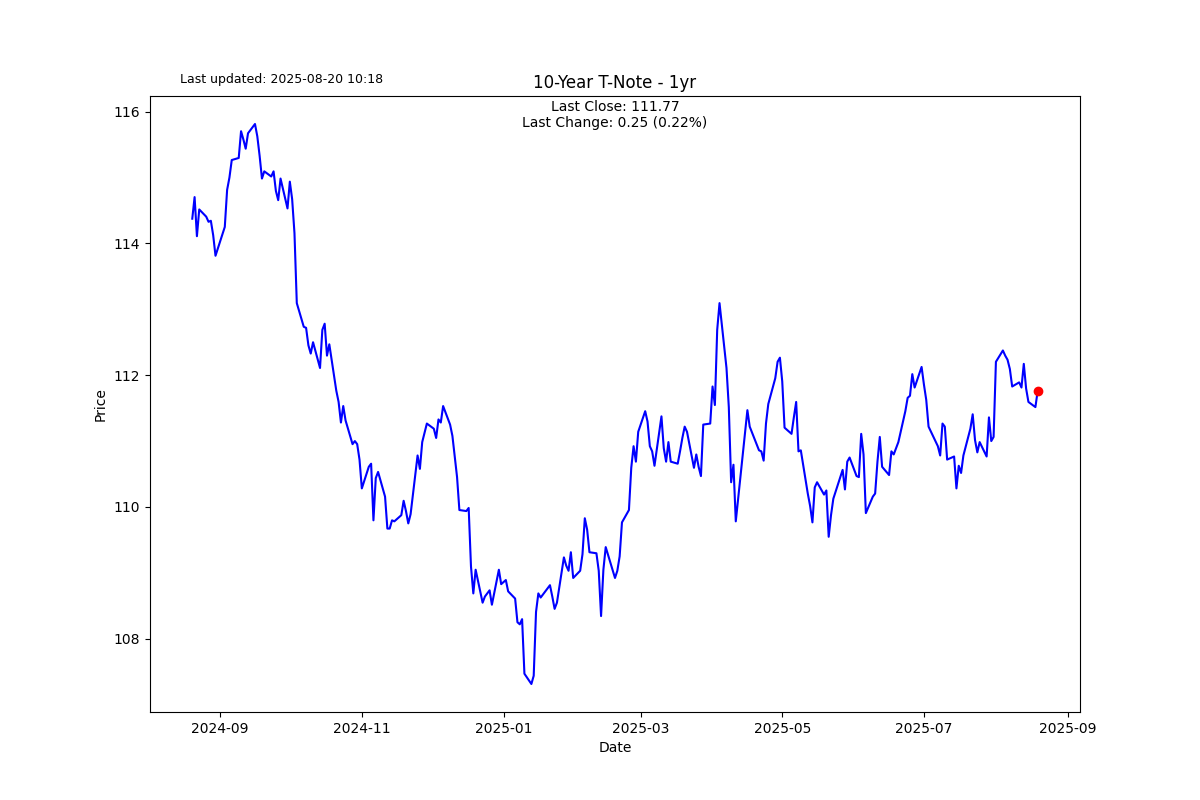 Last updated: 2025-08-20 10:18
10-Year T-Note - 1yr
Last Close: 111.77
Last Change: 0.25 (0.22%)
116
114
112
110
108
Price
2024-09
2024-11
2025-01
2025-03
2025-05
2025-07
2025-09
Date